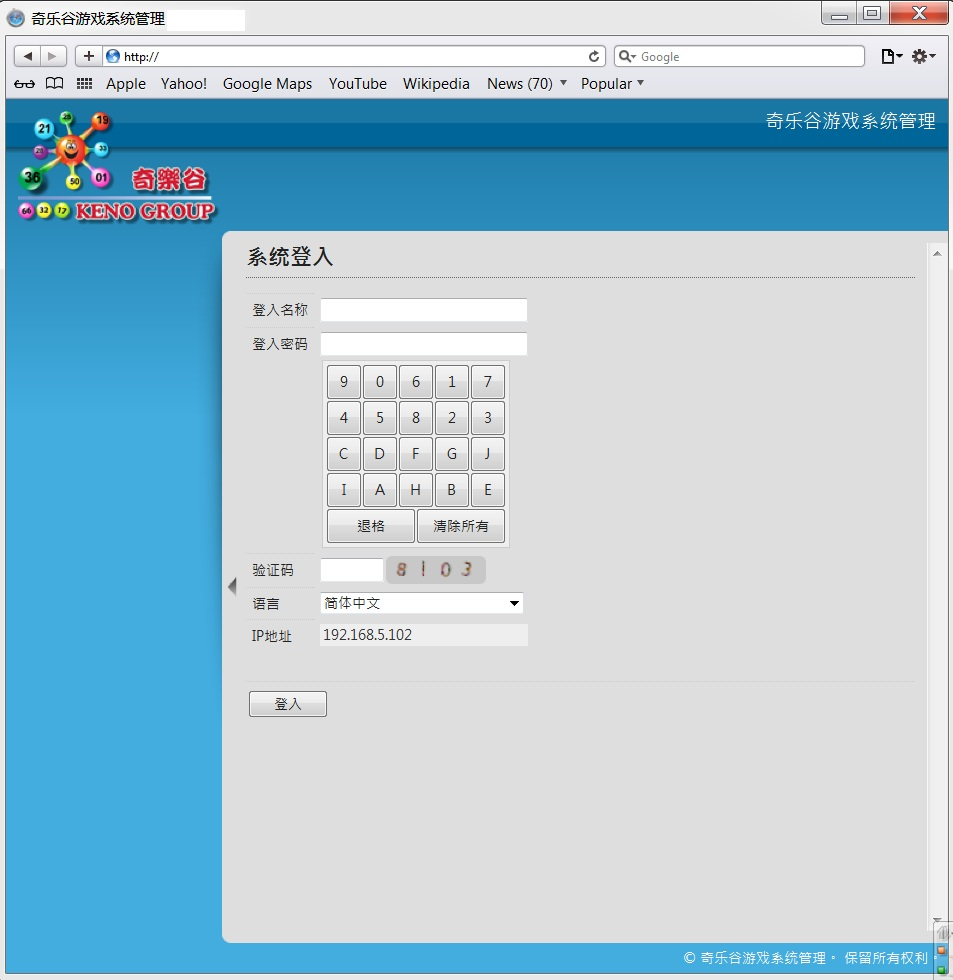 奇乐谷游戏系统管理
http://
Google
Apple Yahoo! Google Maps YouTube Wikipedia News (70) Popular
奇乐谷游戏系统管理
21 19 33 36 50 01
奇樂谷
66 32 17 KENO GROUP
系统登入
登入名称
登入密码
9 0 6 1 7
4 5 8 2 3
C D F G J
I A H B E
退格 清除所有
验证码 8 1 0 3
语言 简体中文
IP地址 192.168.5.102
登入
© 奇乐谷游戏系统管理。 保留所有权利。